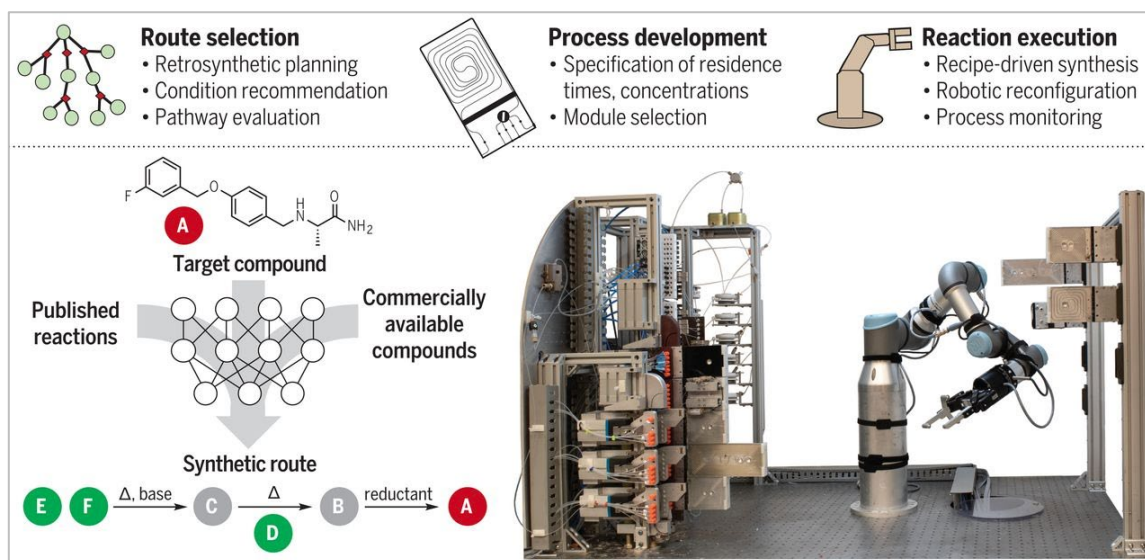 Route selection
• Retrosynthetic planning
• Condition recommendation
• Pathway evaluation
Process development
• Specification of residence
times, concentrations
• Module selection
Reaction execution
• Recipe-driven synthesis
• Robotic reconfiguration
• Process monitoring
F
O
H
N
O
NH2
A
Target compound
Published
reactions
Commercially
available
compounds
Synthetic route
E F Δ, base C Δ B reductant A
D